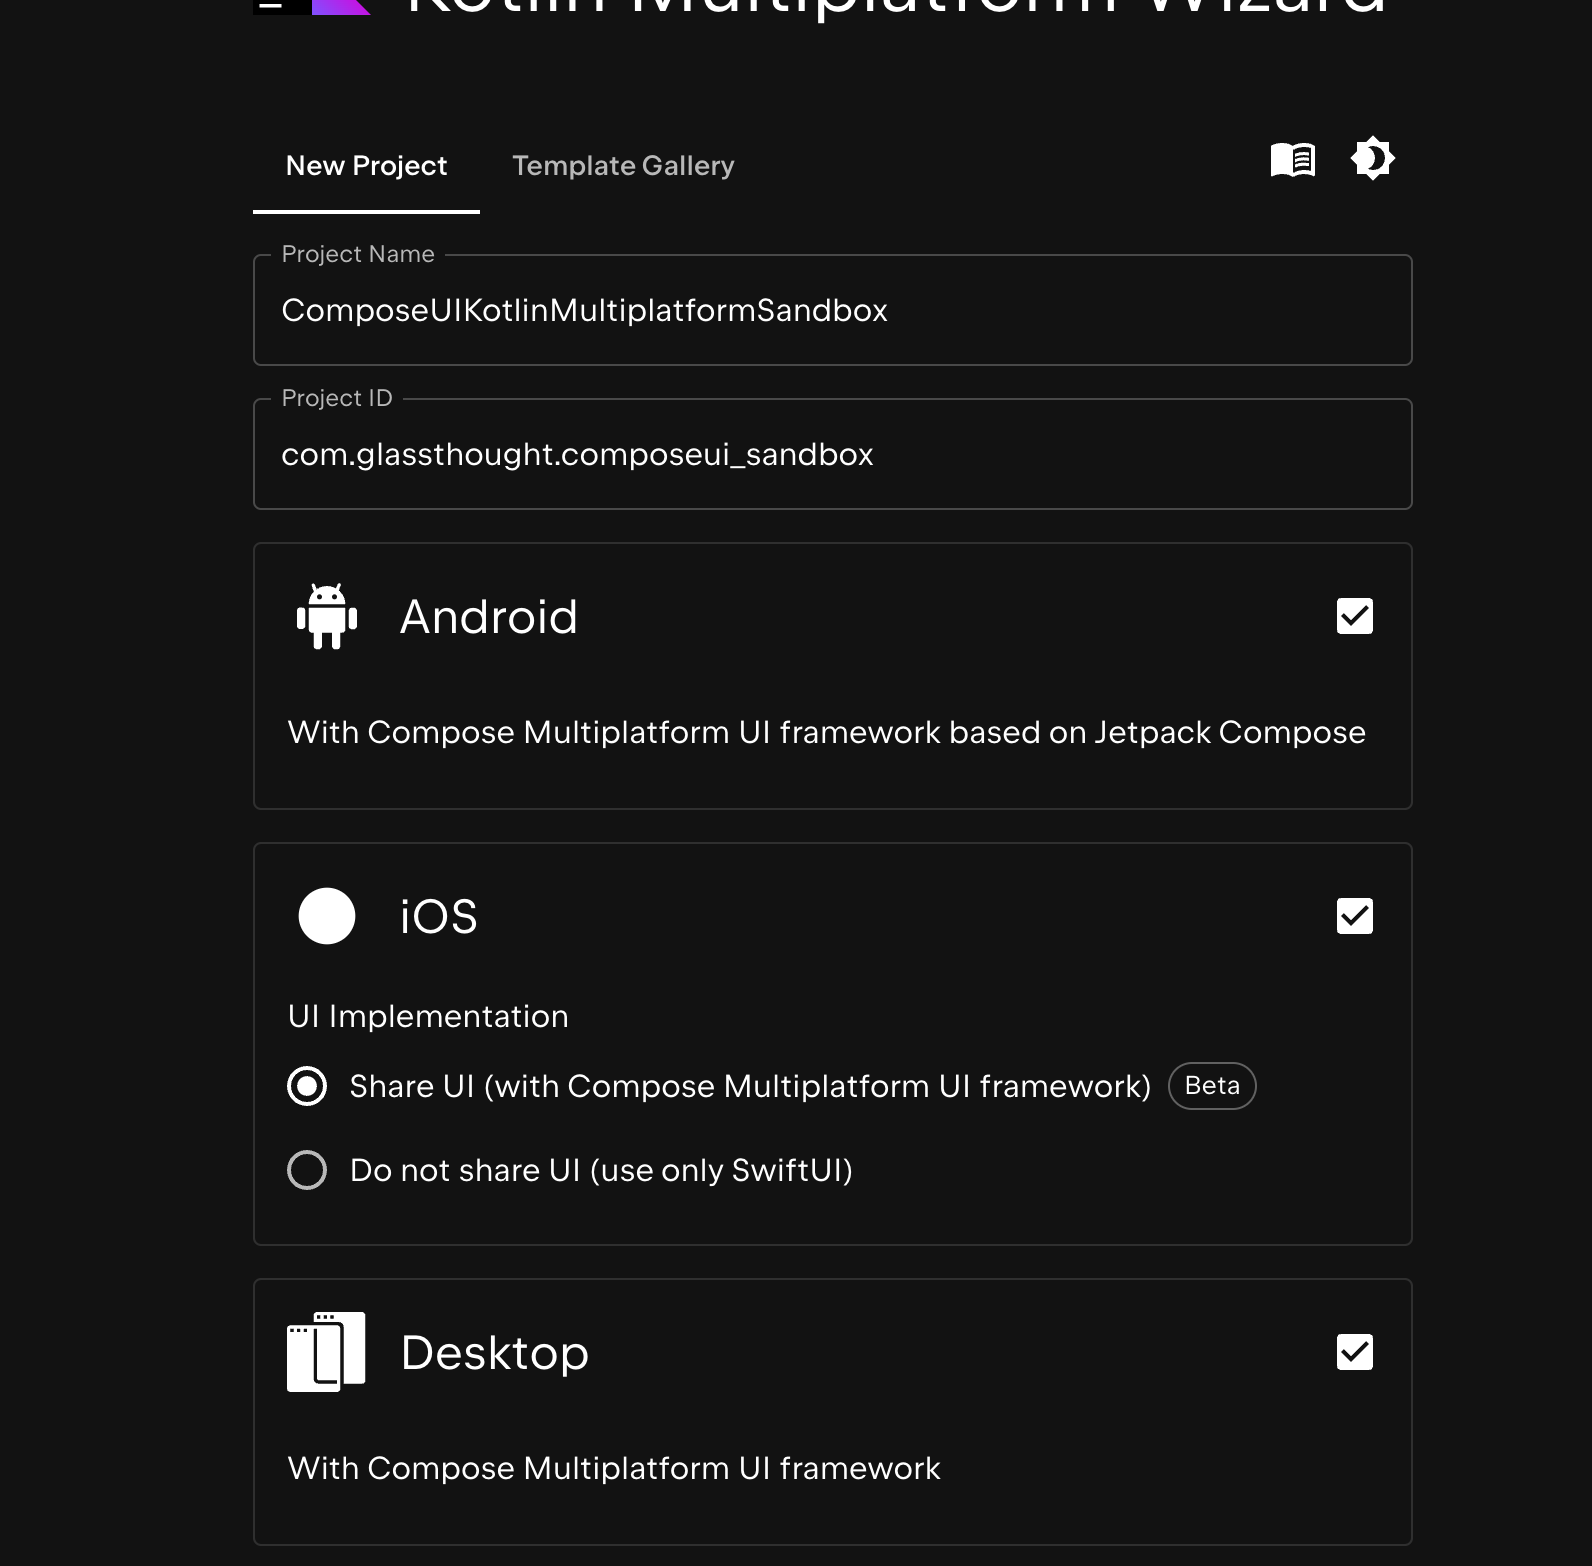 Kotlin Multiplatform Wizard
New Project
Template Gallery
Project Name
ComposeUIKotlinMultiplatformSandbox
Project ID
com.glassthought.composeui_sandbox
Android
With Compose Multiplatform UI framework based on Jetpack Compose
iOS
UI Implementation
Share UI (with Compose Multiplatform UI framework) Beta
Do not share UI (use only SwiftUI)
Desktop
With Compose Multiplatform UI framework